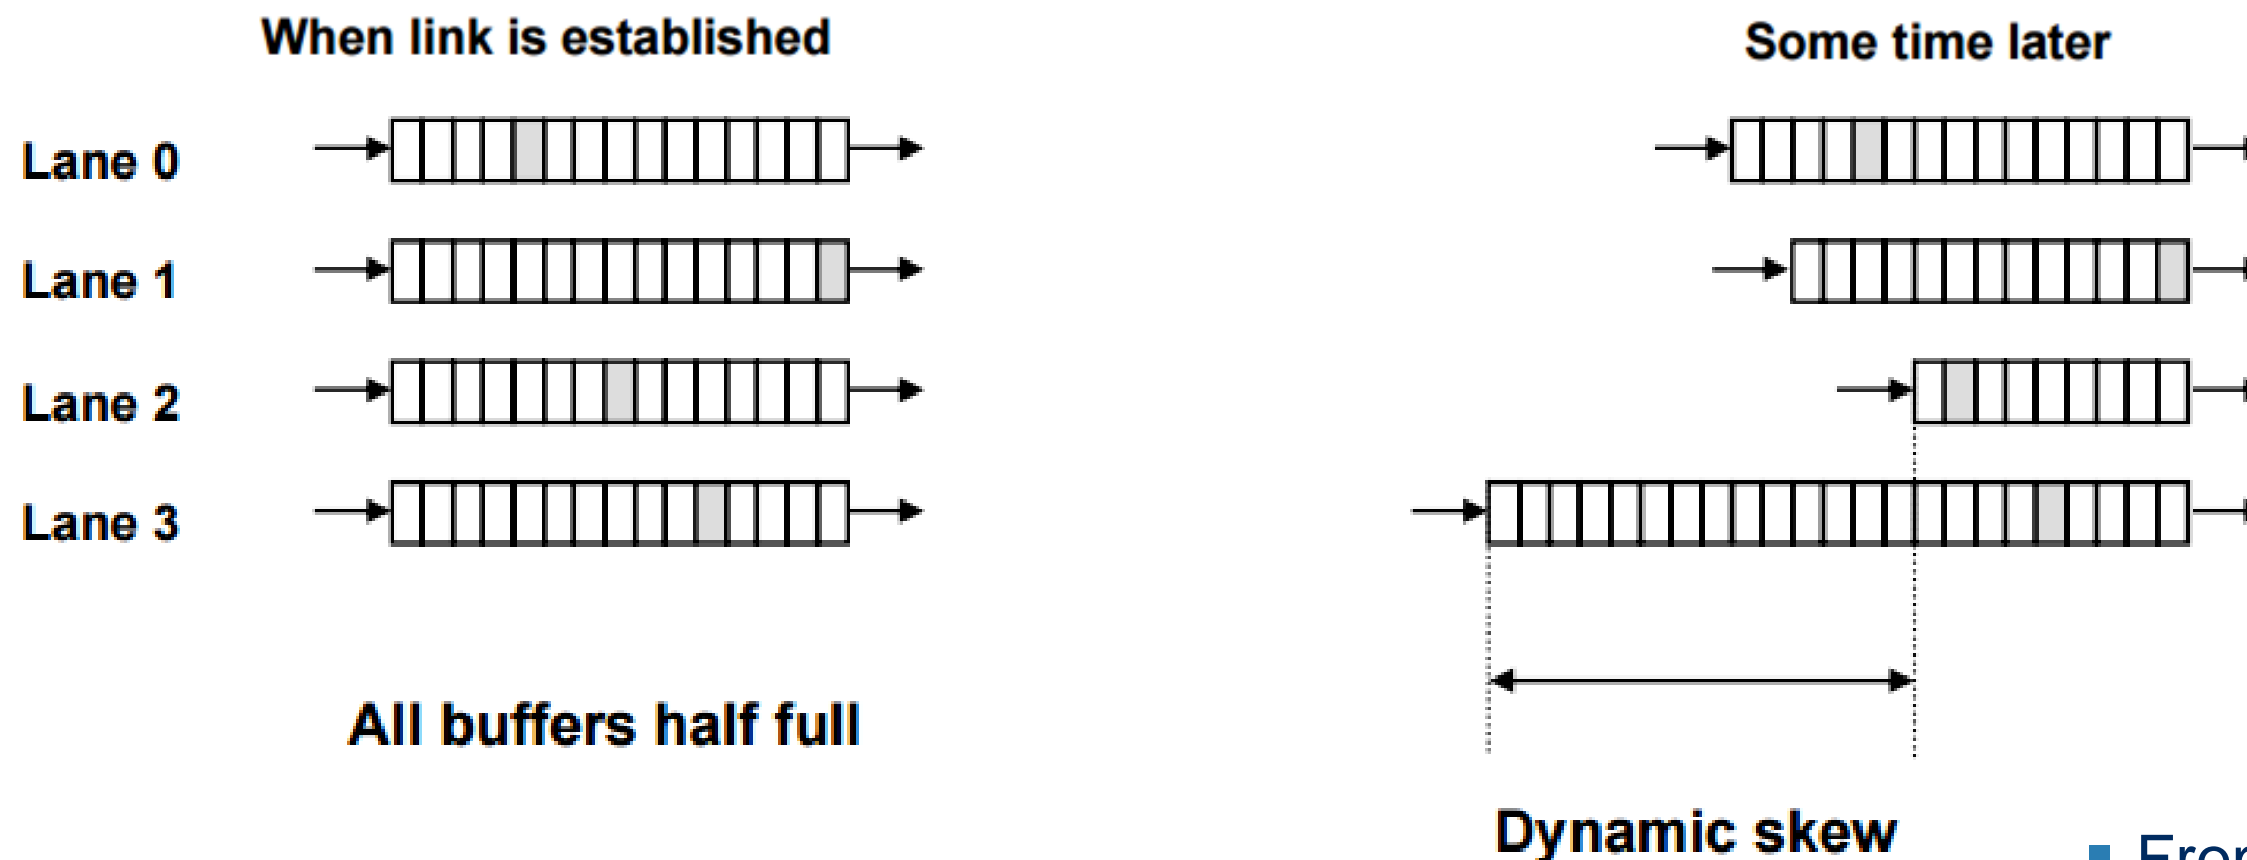 When link is established
Some time later
Lane 0
Lane 1
Lane 2
Lane 3
All buffers half full
Dynamic skew